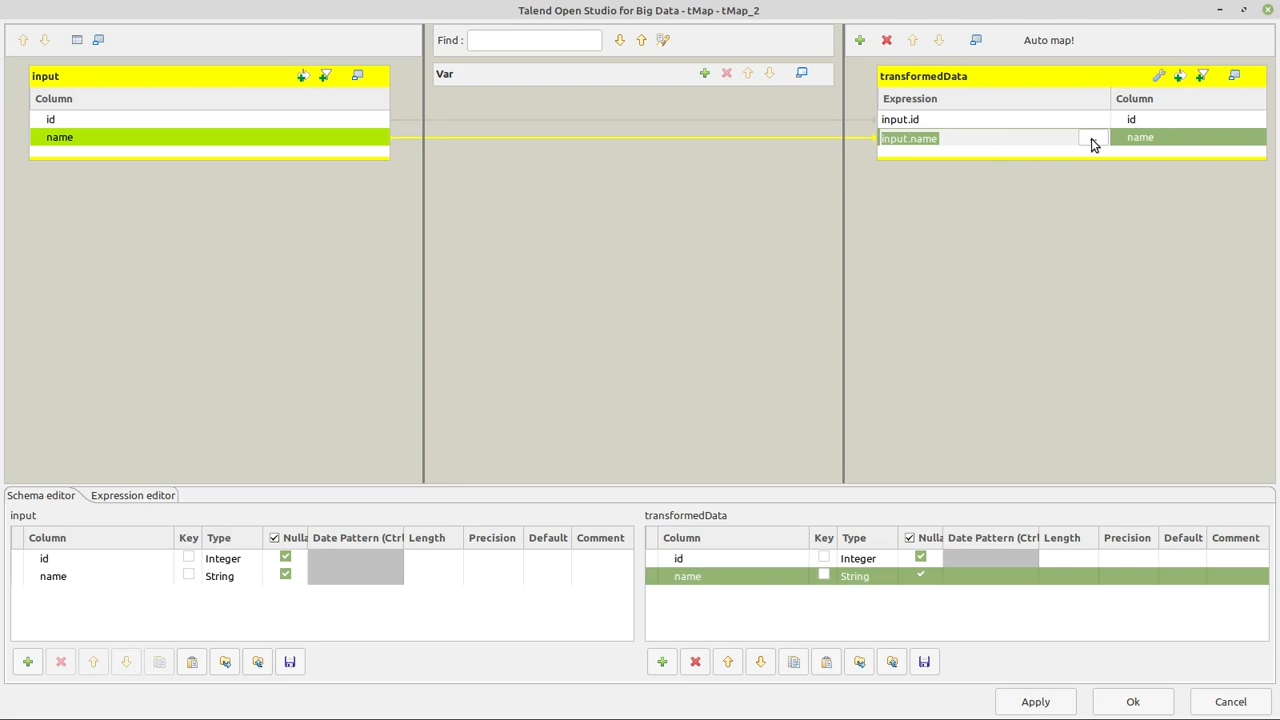 Talend Open Studio for Big Data - tMap - tMap_2
Find :
Auto map!
input
Column
id
name
Var
transformedData
Expression Column
input.id id
input.name name
Schema editor Expression editor
input
Column Key Type Nulla Date Pattern (Ctrl Length Precision Default Comment
id Integer
name String
transformedData
Column Key Type Nulla Date Pattern (Ctrl Length Precision Default Comment
id Integer
name String
Apply Ok Cancel